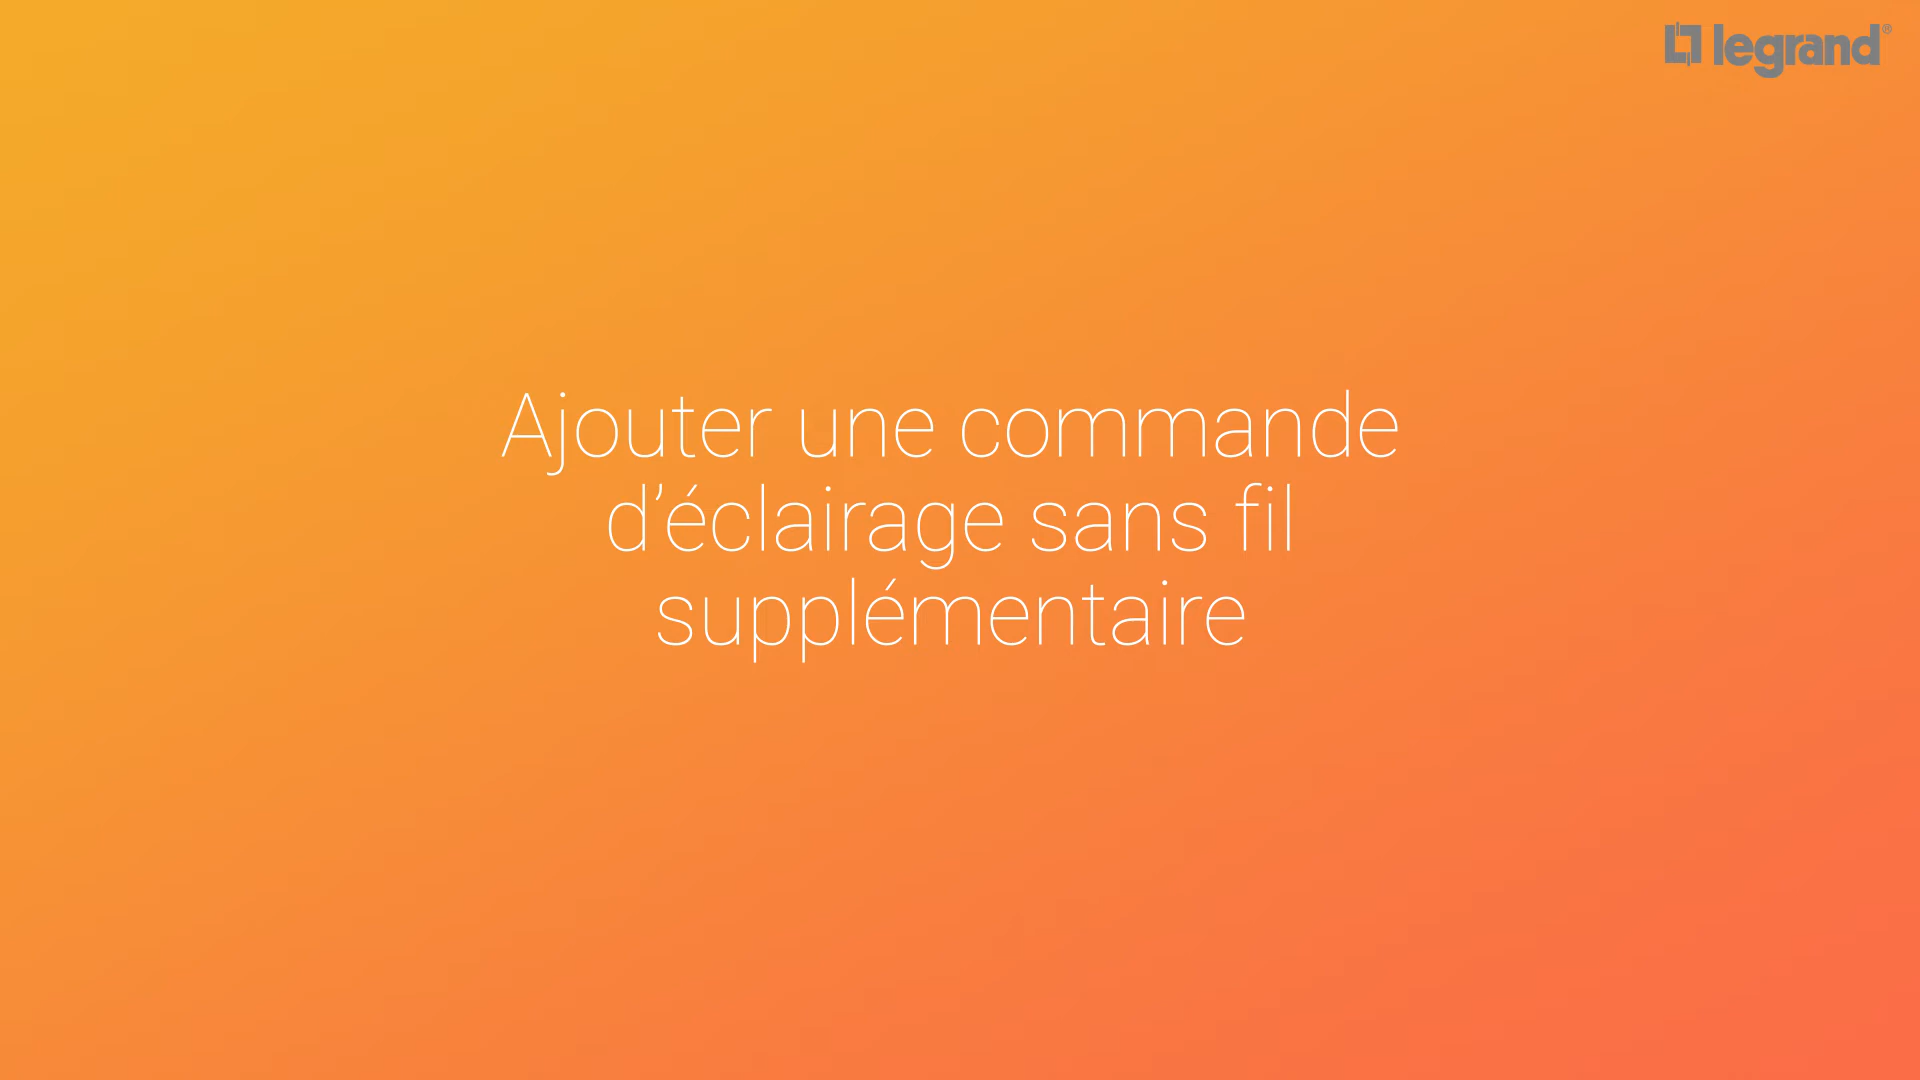 legrand®
Ajouter une commande
d’éclairage sans fil
supplémentaire